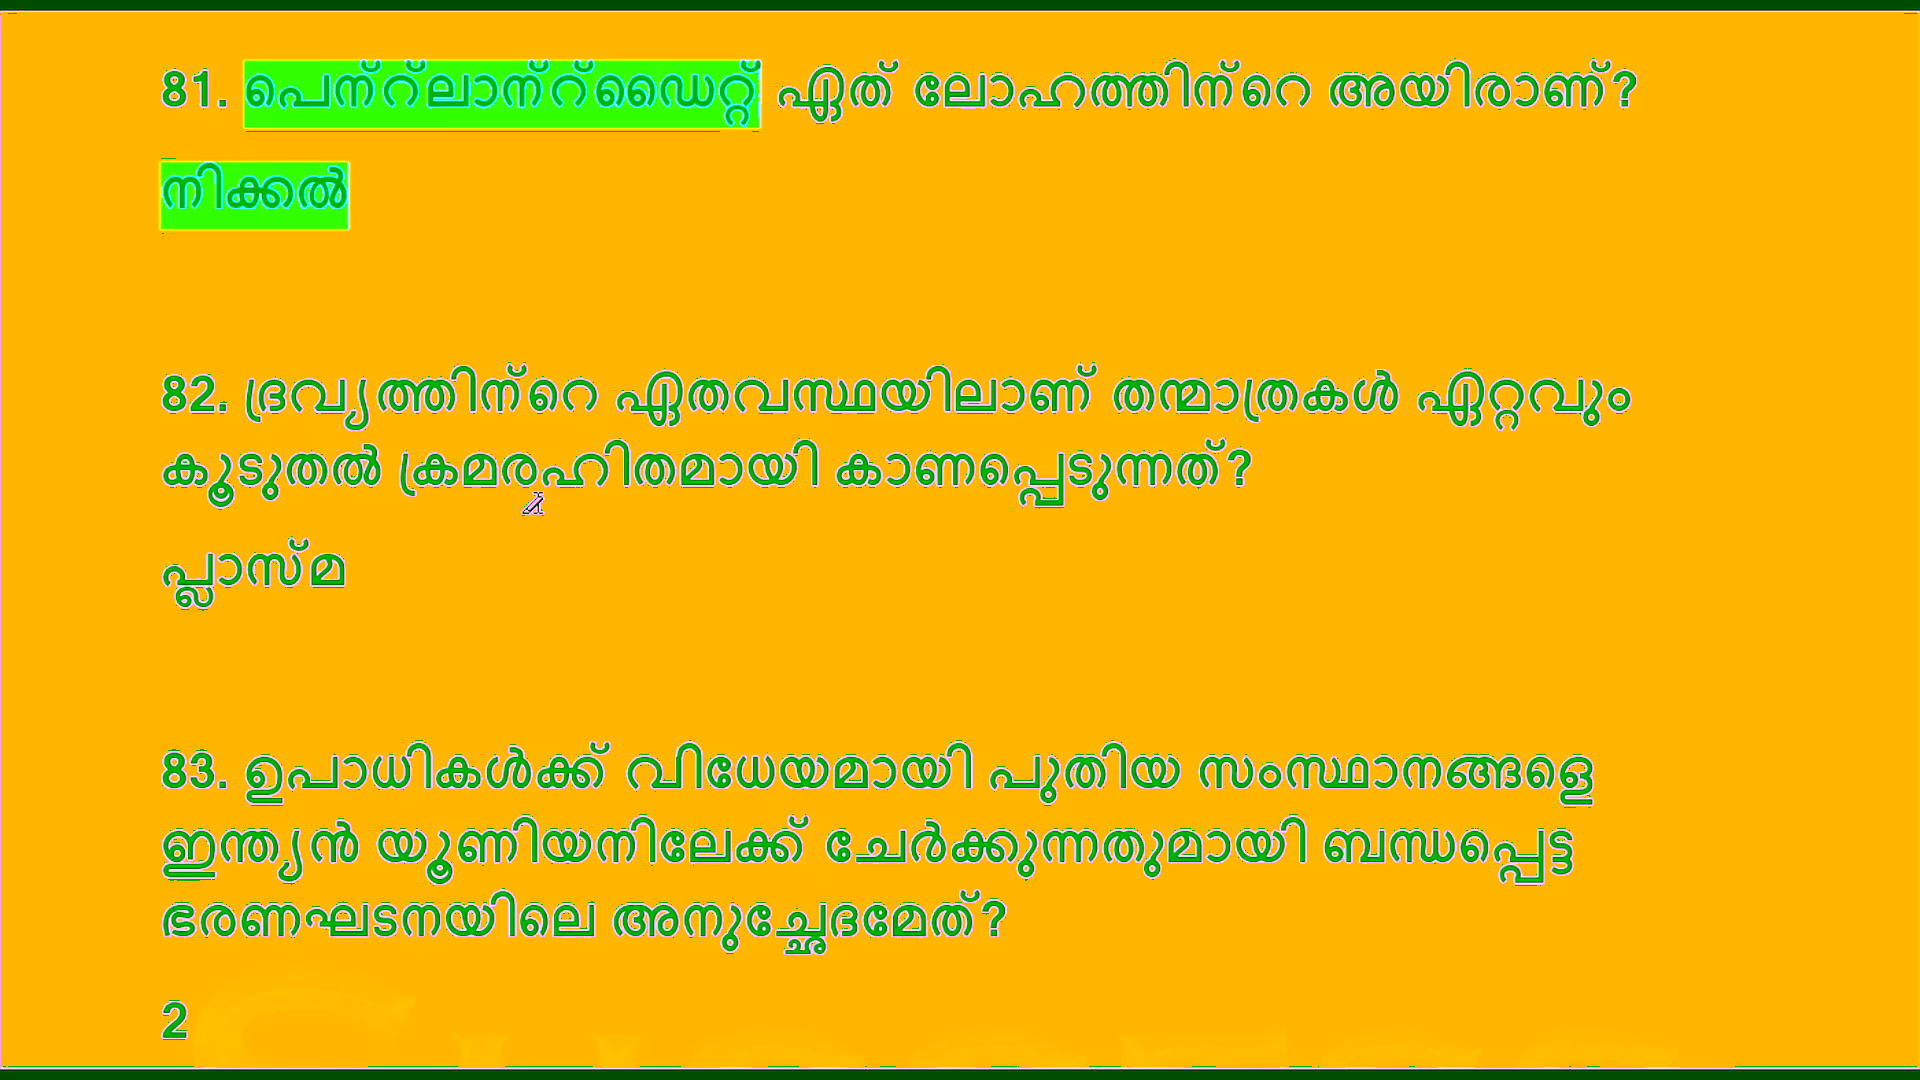 81. പെന്റ്ലാന്റ്ഡൈറ്റ് ഏത് ലോഹത്തിന്റെ അയിരാണ്?
നിക്കൽ
82. ദ്രവ്യത്തിന്റെ ഏതവസ്ഥയിലാണ് തന്മാത്രകൾ ഏറ്റവും
കൂടുതൽ ക്രമരഹിതമായി കാണപ്പെടുന്നത്?
പ്ലാസ്മ
83. ഉപാധികൾക്ക് വിധേയമായി പുതിയ സംസ്ഥാനങ്ങളെ
ഇന്ത്യൻ യൂണിയനിലേക്ക് ചേർക്കുന്നതുമായി ബന്ധപ്പെട്ട
ഭരണഘടനയിലെ അനുച്ഛേദമേത്?
2